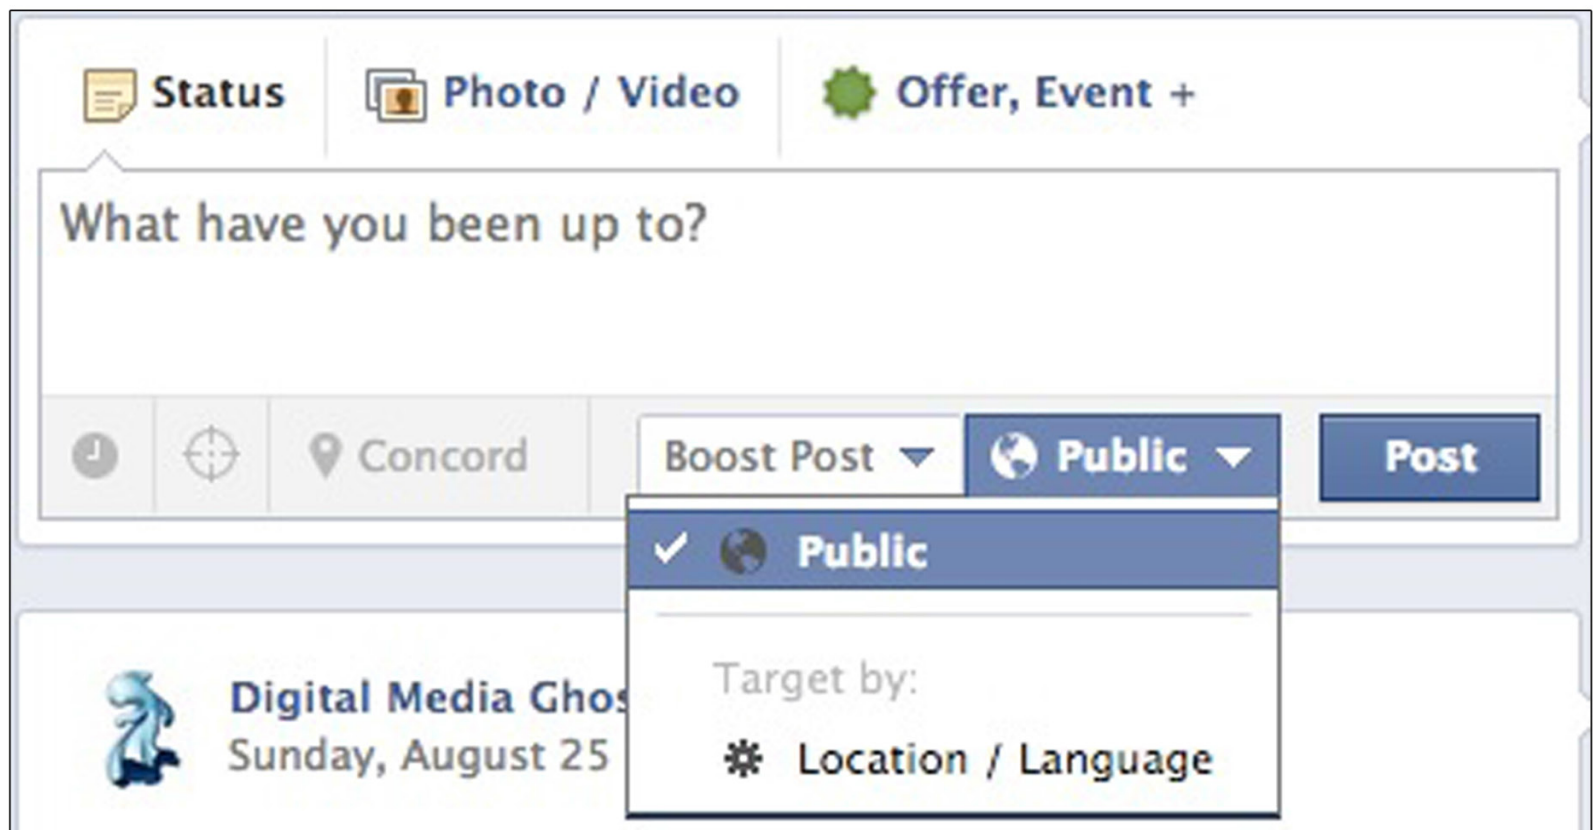 Status Photo / Video Offer, Event +
What have you been up to?
Concord Boost Post Public Post
Public
Target by:
Digital Media
Sunday, August 25
Location / Language